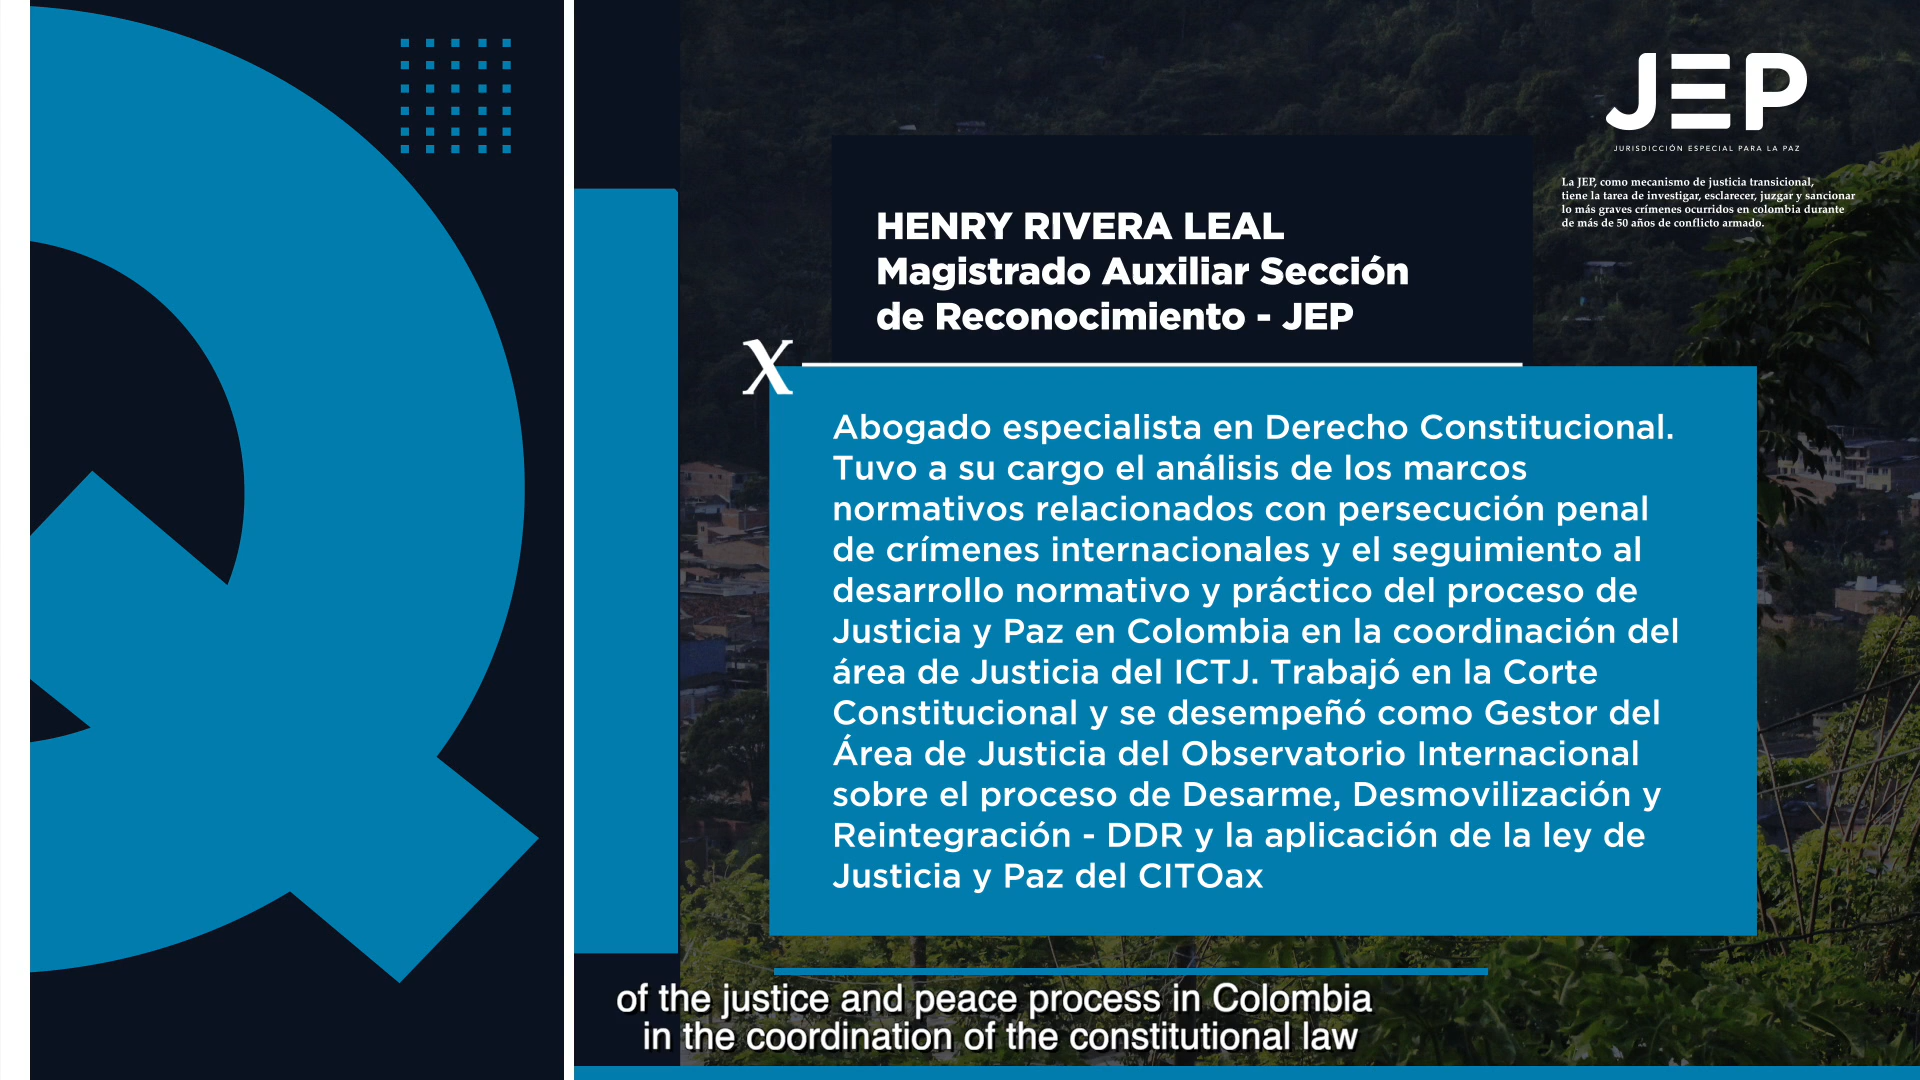 JEP
JURISDICCIÓN ESPECIAL PARA LA PAZ
La JEP, como mecanismo de justicia transicional,
tiene la tarea de investigar, esclarecer, juzgar y sancionar
lo más graves crímenes ocurridos en colombia durante
de más de 50 años de conflicto armado.
HENRY RIVERA LEAL
Magistrado Auxiliar Sección
de Reconocimiento - JEP
X
Abogado especialista en Derecho Constitucional.
Tuvo a su cargo el análisis de los marcos
normativos relacionados con persecución penal
de crímenes internacionales y el seguimiento al
desarrollo normativo y práctico del proceso de
Justicia y Paz en Colombia en la coordinación del
área de Justicia del ICTJ. Trabajó en la Corte
Constitucional y se desempeñó como Gestor del
Área de Justicia del Observatorio Internacional
sobre el proceso de Desarme, Desmovilización y
Reintegración - DDR y la aplicación de la ley de
Justicia y Paz del CITOax
of the justice and peace process in Colombia
in the coordination of the constitutional law